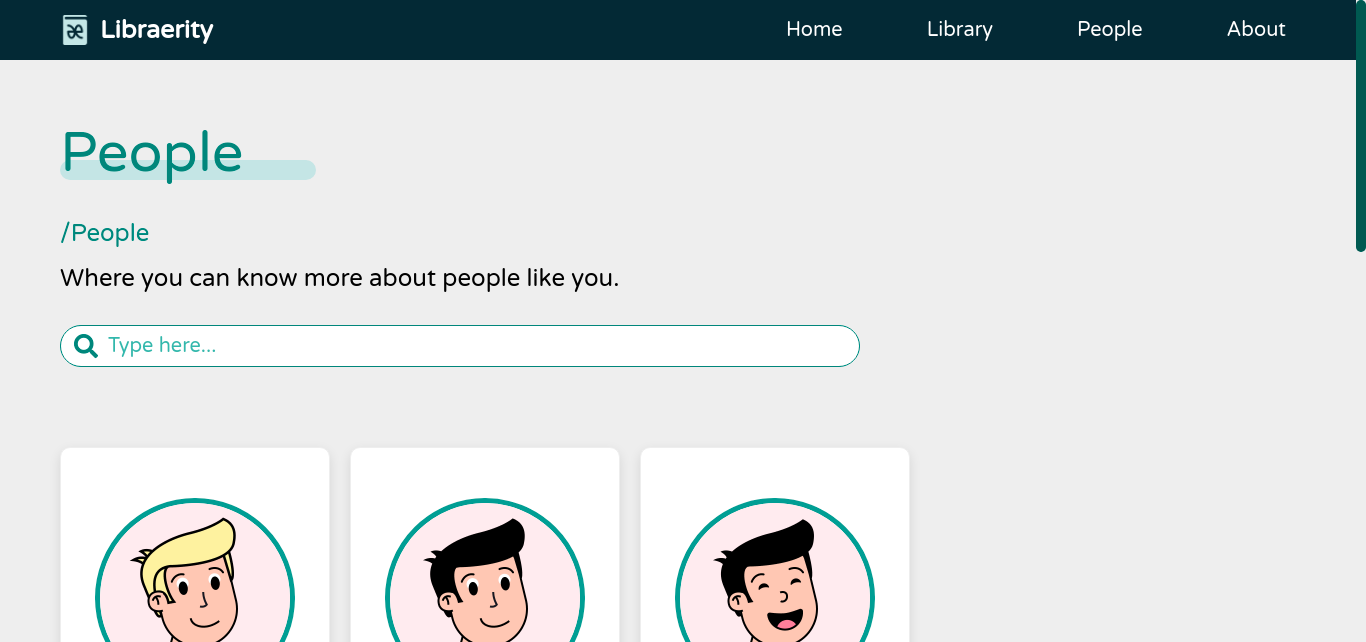 æ Libraerity
Home Library People About
People
/People
Where you can know more about people like you.
Type here...